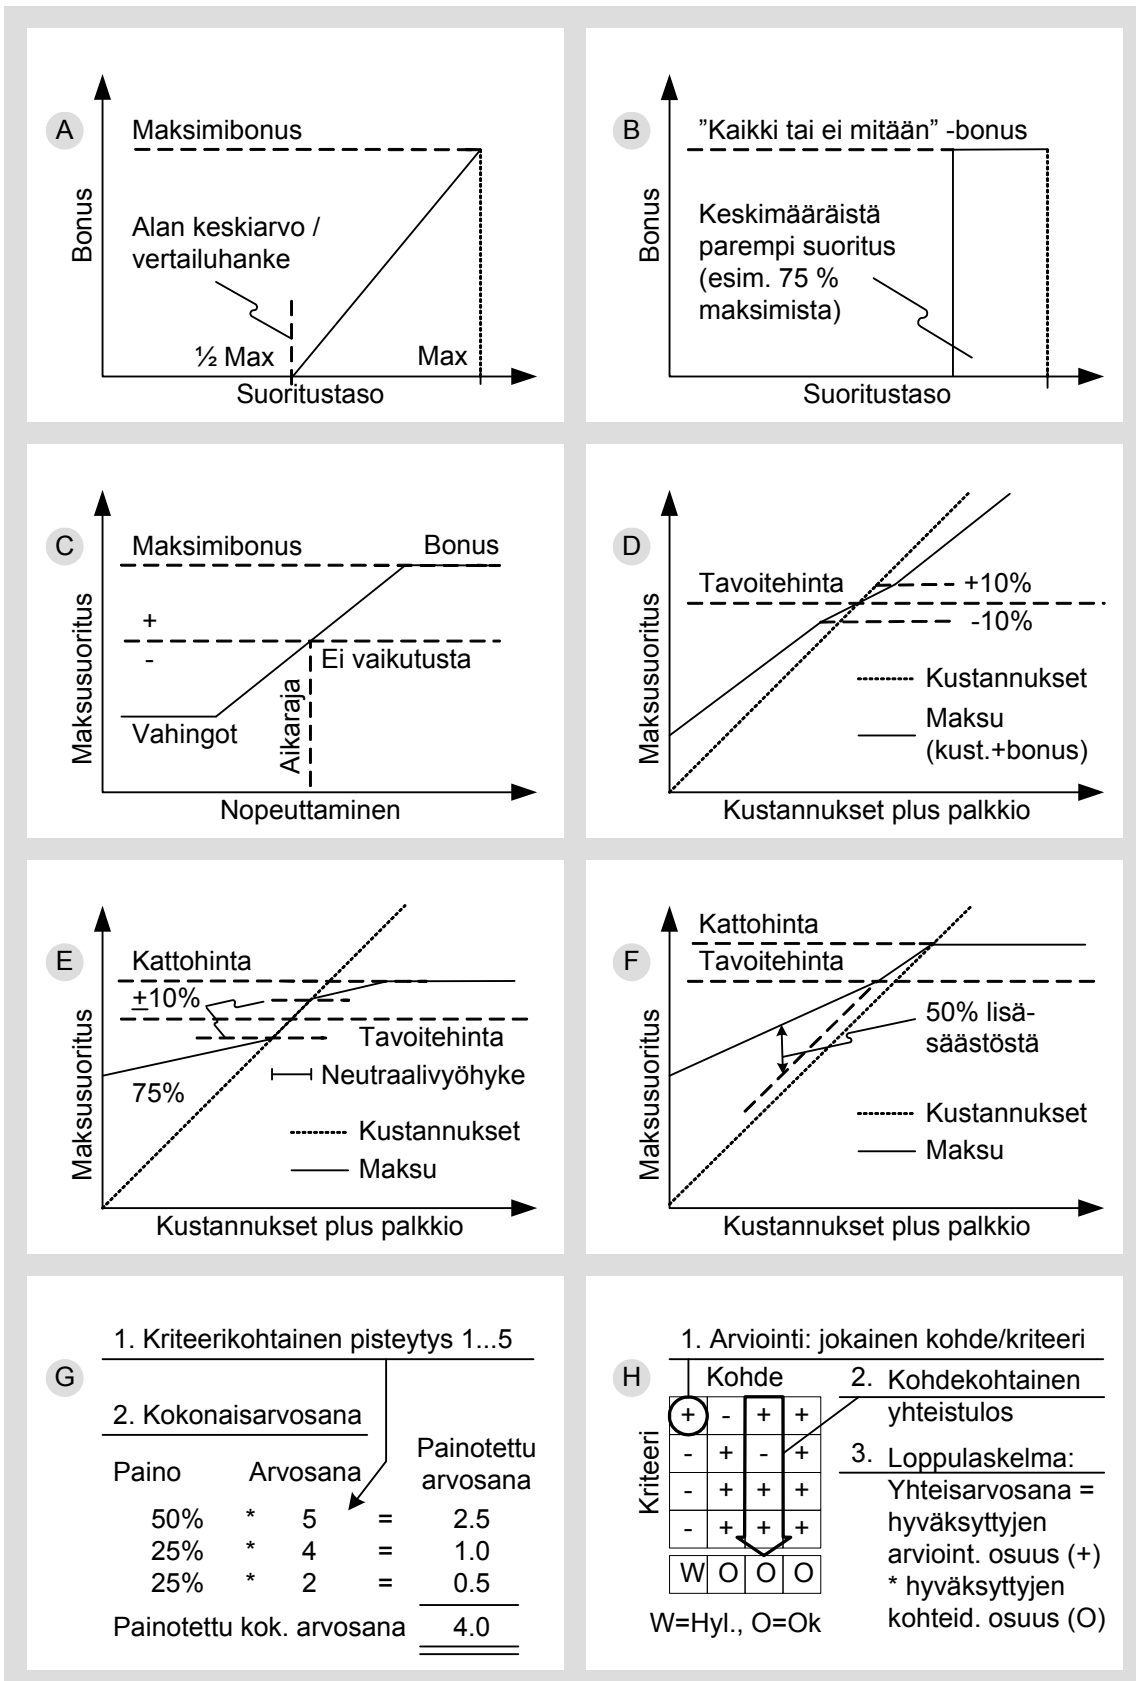 A
Maksimibonus
Alan keskiarvo /
vertailuhanke
½ Max
Max
Bonus
Suoritustaso
B
”Kaikki tai ei mitään” -bonus
Keskimääräistä
parempi suoritus
(esim. 75 %
maksimista)
Bonus
Suoritustaso
C
Maksimibonus
Bonus
+
-
Ei vaikutusta
Vahingot
Aikaraja
Maksusuoritus
Nopeuttaminen
D
Tavoitehinta
+10%
-10%
Kustannukset
Maksu
(kust.+bonus)
Maksusuoritus
Kustannukset plus palkkio
E
Kattohinta
±10%
Tavoitehinta
75%
Neutraalivyöhyke
Kustannukset
Maksu
Maksusuoritus
Kustannukset plus palkkio
F
Kattohinta
Tavoitehinta
50% lisä-
säästöstä
Kustannukset
Maksu
Maksusuoritus
Kustannukset plus palkkio
G
1. Kriteerikohtainen pisteytys 1...5
2. Kokonaisarvosana
Paino Arvosana Painotettu
arvosana
50% * 5 = 2.5
25% * 4 = 1.0
25% * 2 = 0.5
Painotettu kok. arvosana 4.0
H
1. Arviointi: jokainen kohde/kriteeri
Kohde
Kriteeri
+ - + +
- + - +
- + + +
- + + +
W O O O
W=Hyl., O=Ok
2. Kohdekohtainen
yhteistulos
3. Loppulaskelma:
Yhteisarvosana =
hyväksyttyjen
arvioint. osuus (+)
* hyväksyttyjen
kohteid. osuus (O)